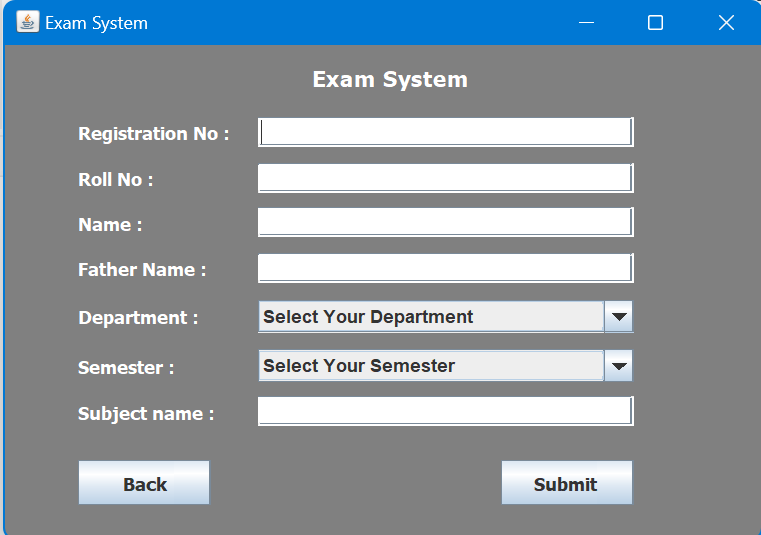 Exam System
Exam System
Registration No :
Roll No :
Name :
Father Name :
Department : Select Your Department
Semester : Select Your Semester
Subject name :
Back Submit